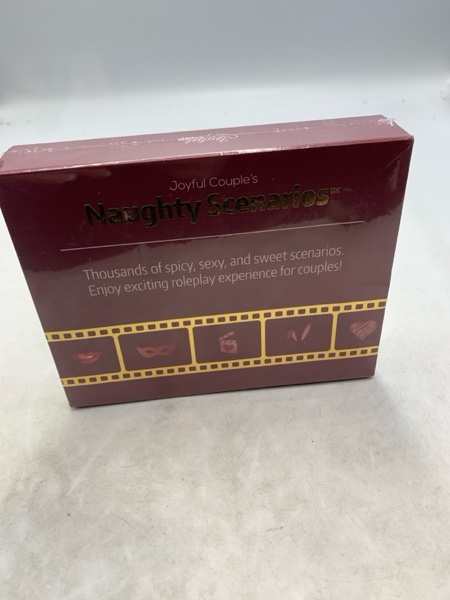 Joyful Couple's
Naughty Scenarios™
Thousands of spicy, sexy, and sweet scenarios.
Enjoy exciting roleplay experience for couples!